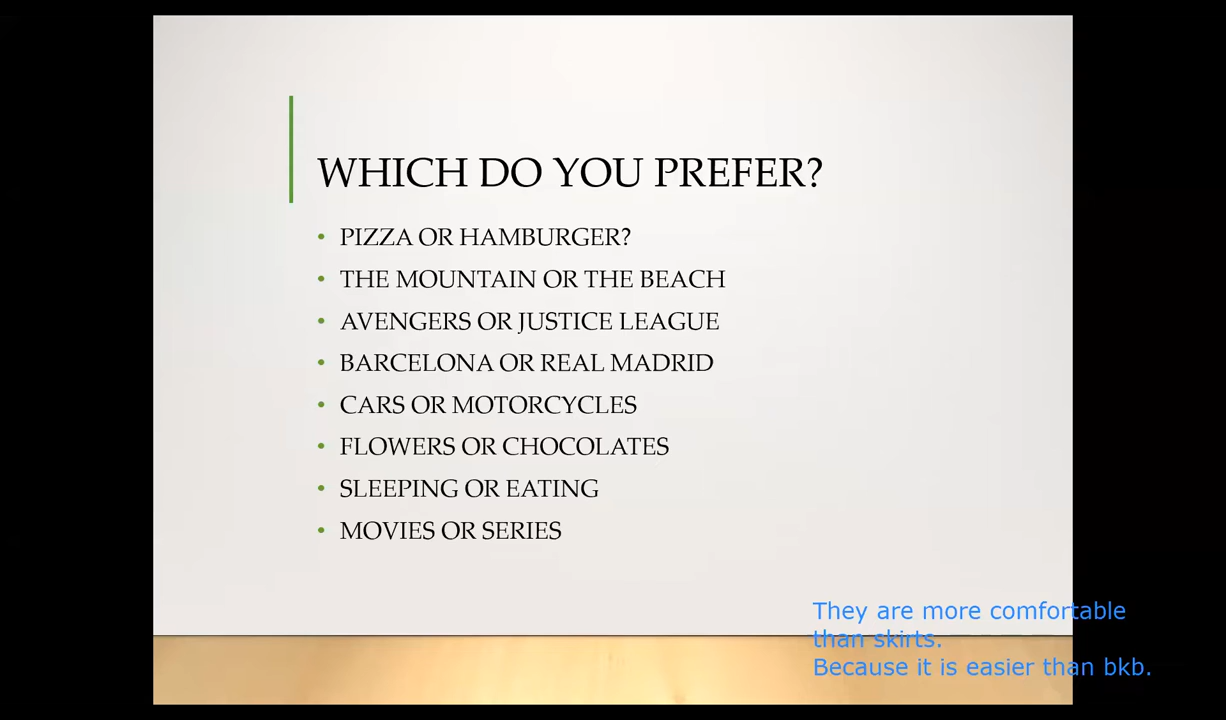 WHICH DO YOU PREFER?
• PIZZA OR HAMBURGER?
• THE MOUNTAIN OR THE BEACH
• AVENGERS OR JUSTICE LEAGUE
• BARCELONA OR REAL MADRID
• CARS OR MOTORCYCLES
• FLOWERS OR CHOCOLATES
• SLEEPING OR EATING
• MOVIES OR SERIES
They are more comfortable
than skirts.
Because it is easier than bkb.